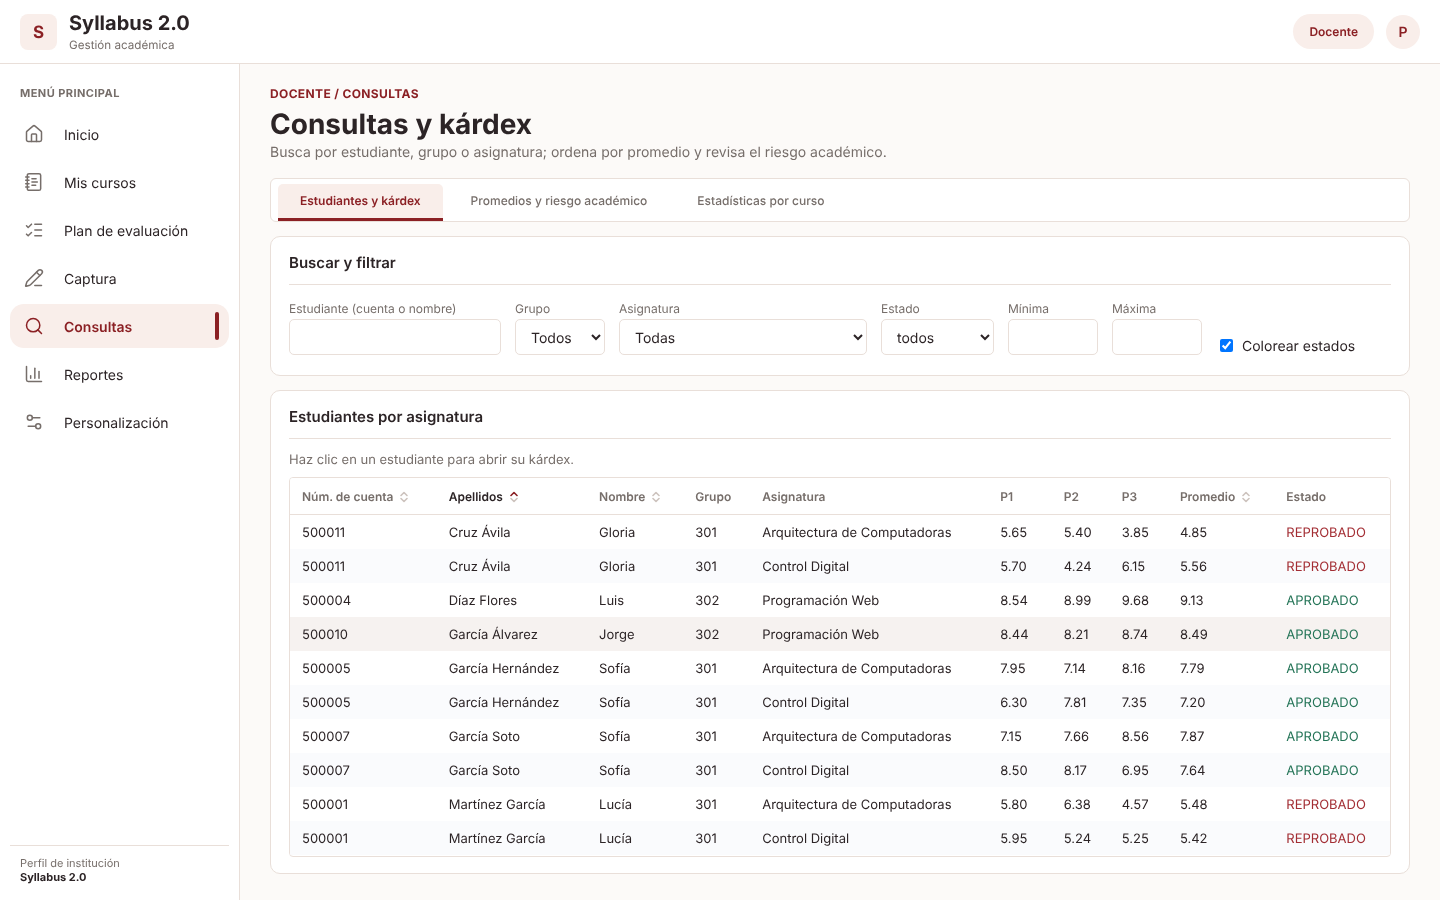 S
Syllabus 2.0
Gestión académica
Docente
P
MENÚ PRINCIPAL
Inicio
Mis cursos
Plan de evaluación
Captura
Consultas
Reportes
Personalización
Perfil de institución
Syllabus 2.0
DOCENTE / CONSULTAS
Consultas y kárdex
Busca por estudiante, grupo o asignatura; ordena por promedio y revisa el riesgo académico.
Estudiantes y kárdex Promedios y riesgo académico Estadísticas por curso
Buscar y filtrar
Estudiante (cuenta o nombre) Grupo Asignatura Estado Mínima Máxima
Todos Todas todos Colorear estados
Estudiantes por asignatura
Haz clic en un estudiante para abrir su kárdex.
Núm. de cuenta Apellidos Nombre Grupo Asignatura P1 P2 P3 Promedio Estado
500011 Cruz Ávila Gloria 301 Arquitectura de Computadoras 5.65 5.40 3.85 4.85 REPROBADO
500011 Cruz Ávila Gloria 301 Control Digital 5.70 4.24 6.15 5.56 REPROBADO
500004 Díaz Flores Luis 302 Programación Web 8.54 8.99 9.68 9.13 APROBADO
500010 García Álvarez Jorge 302 Programación Web 8.44 8.21 8.74 8.49 APROBADO
500005 García Hernández Sofía 301 Arquitectura de Computadoras 7.95 7.14 8.16 7.79 APROBADO
500005 García Hernández Sofía 301 Control Digital 6.30 7.81 7.35 7.20 APROBADO
500007 García Soto Sofía 301 Arquitectura de Computadoras 7.15 7.66 8.56 7.87 APROBADO
500007 García Soto Sofía 301 Control Digital 8.50 8.17 6.95 7.64 APROBADO
500001 Martínez García Lucía 301 Arquitectura de Computadoras 5.80 6.38 4.57 5.48 REPROBADO
500001 Martínez García Lucía 301 Control Digital 5.95 5.24 5.25 5.42 REPROBADO